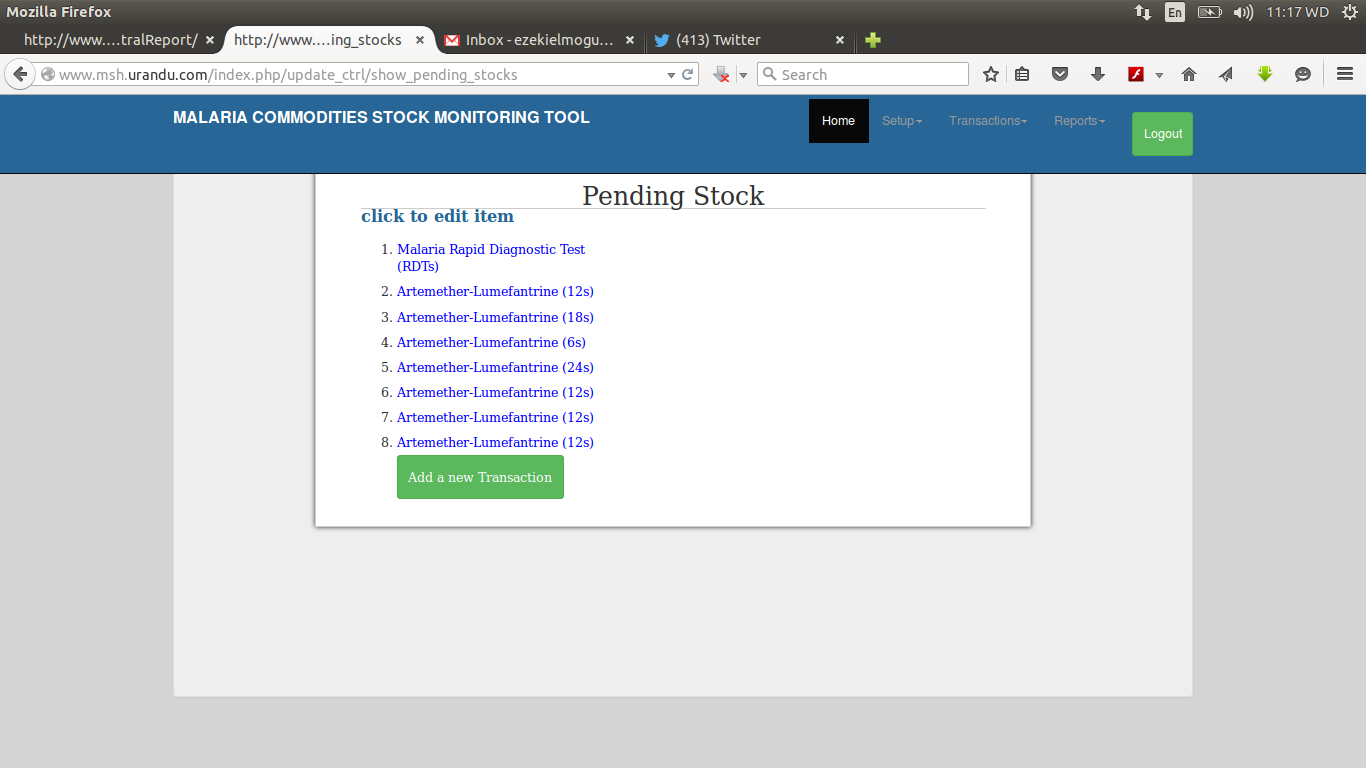 Mozilla Firefox
En
11:17 WD
http://www....tralReport/
http://www....ing_stocks
Inbox - ezekielmogu...
(413) Twitter
www.msh.urandu.com/index.php/update_ctrl/show_pending_stocks
Search
MALARIA COMMODITIES STOCK MONITORING TOOL
Home
Setup
Transactions
Reports
Logout
Pending Stock
click to edit item
1. Malaria Rapid Diagnostic Test
(RDTs)
2. Artemether-Lumefantrine (12s)
3. Artemether-Lumefantrine (18s)
4. Artemether-Lumefantrine (6s)
5. Artemether-Lumefantrine (24s)
6. Artemether-Lumefantrine (12s)
7. Artemether-Lumefantrine (12s)
8. Artemether-Lumefantrine (12s)
Add a new Transaction